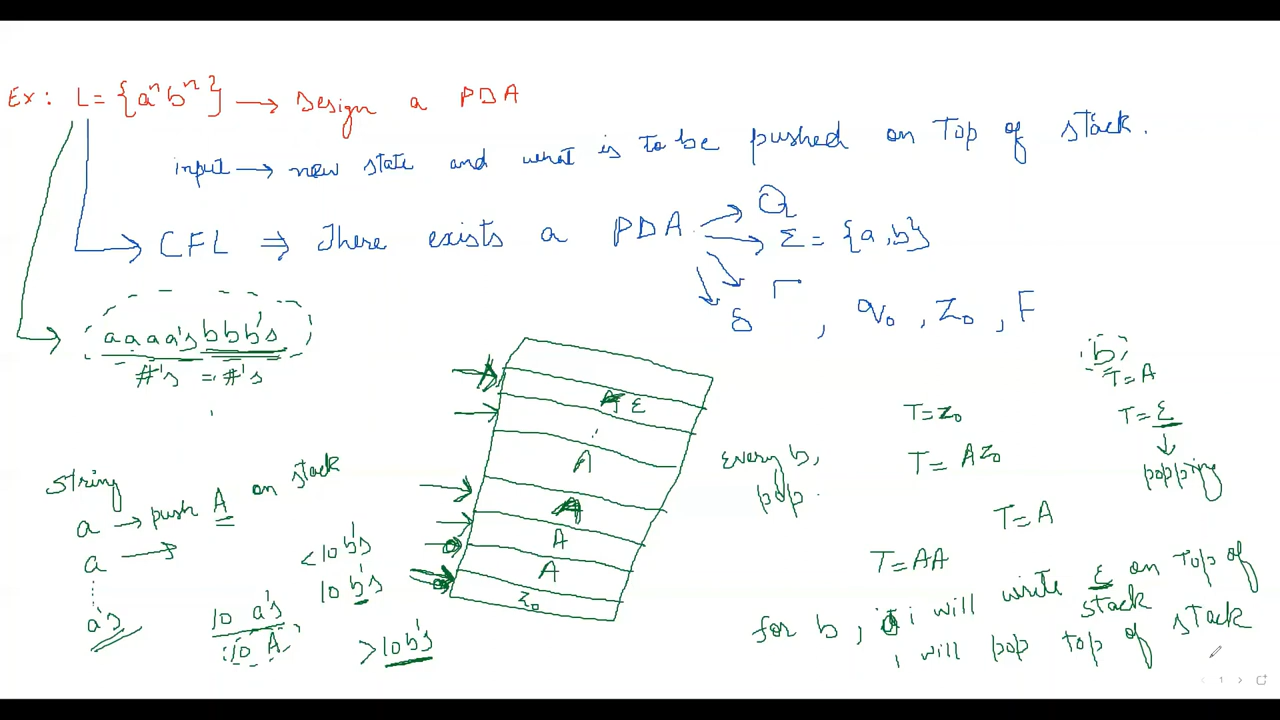 Ex: L = {aⁿbⁿ} → Design a PDA
input → new state and what is to be pushed on top of stack.
CFL ⇒ There exists a PDA
Q
Σ = {a, b}
Γ
δ, q₀, Z₀, F
aaaa's bbb's
#'s = #'s
String
a → push A on stack
a →
a's
10 a's,
10 A
<10 b's
10 b's
>10 b's
A
A ε
A
A
A
A
Z₀
every b,
pop.
T = Z₀
T = AZ₀
T = A
T = AA
b
T = A
T = ε
↓
popping
for b, i will write ε on top of
stack
i will pop top of stack
1